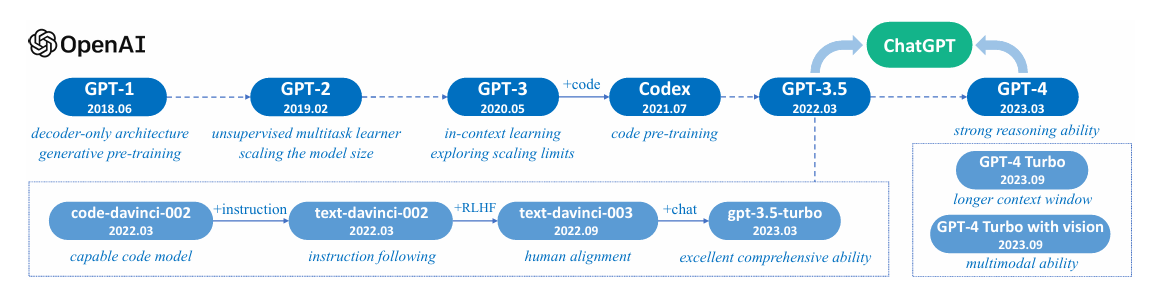 OpenAI
ChatGPT
GPT-1
2018.06
GPT-2
2019.02
GPT-3
2020.05
+code
Codex
2021.07
GPT-3.5
2022.03
GPT-4
2023.03
decoder-only architecture
generative pre-training
unsupervised multitask learner
scaling the model size
in-context learning
exploring scaling limits
code pre-training
strong reasoning ability
code-davinci-002
2022.03
+instruction
text-davinci-002
2022.03
+RLHF
text-davinci-003
2022.09
+chat
gpt-3.5-turbo
2023.03
capable code model
instruction following
human alignment
excellent comprehensive ability
GPT-4 Turbo
2023.09
longer context window
GPT-4 Turbo with vision
2023.09
multimodal ability